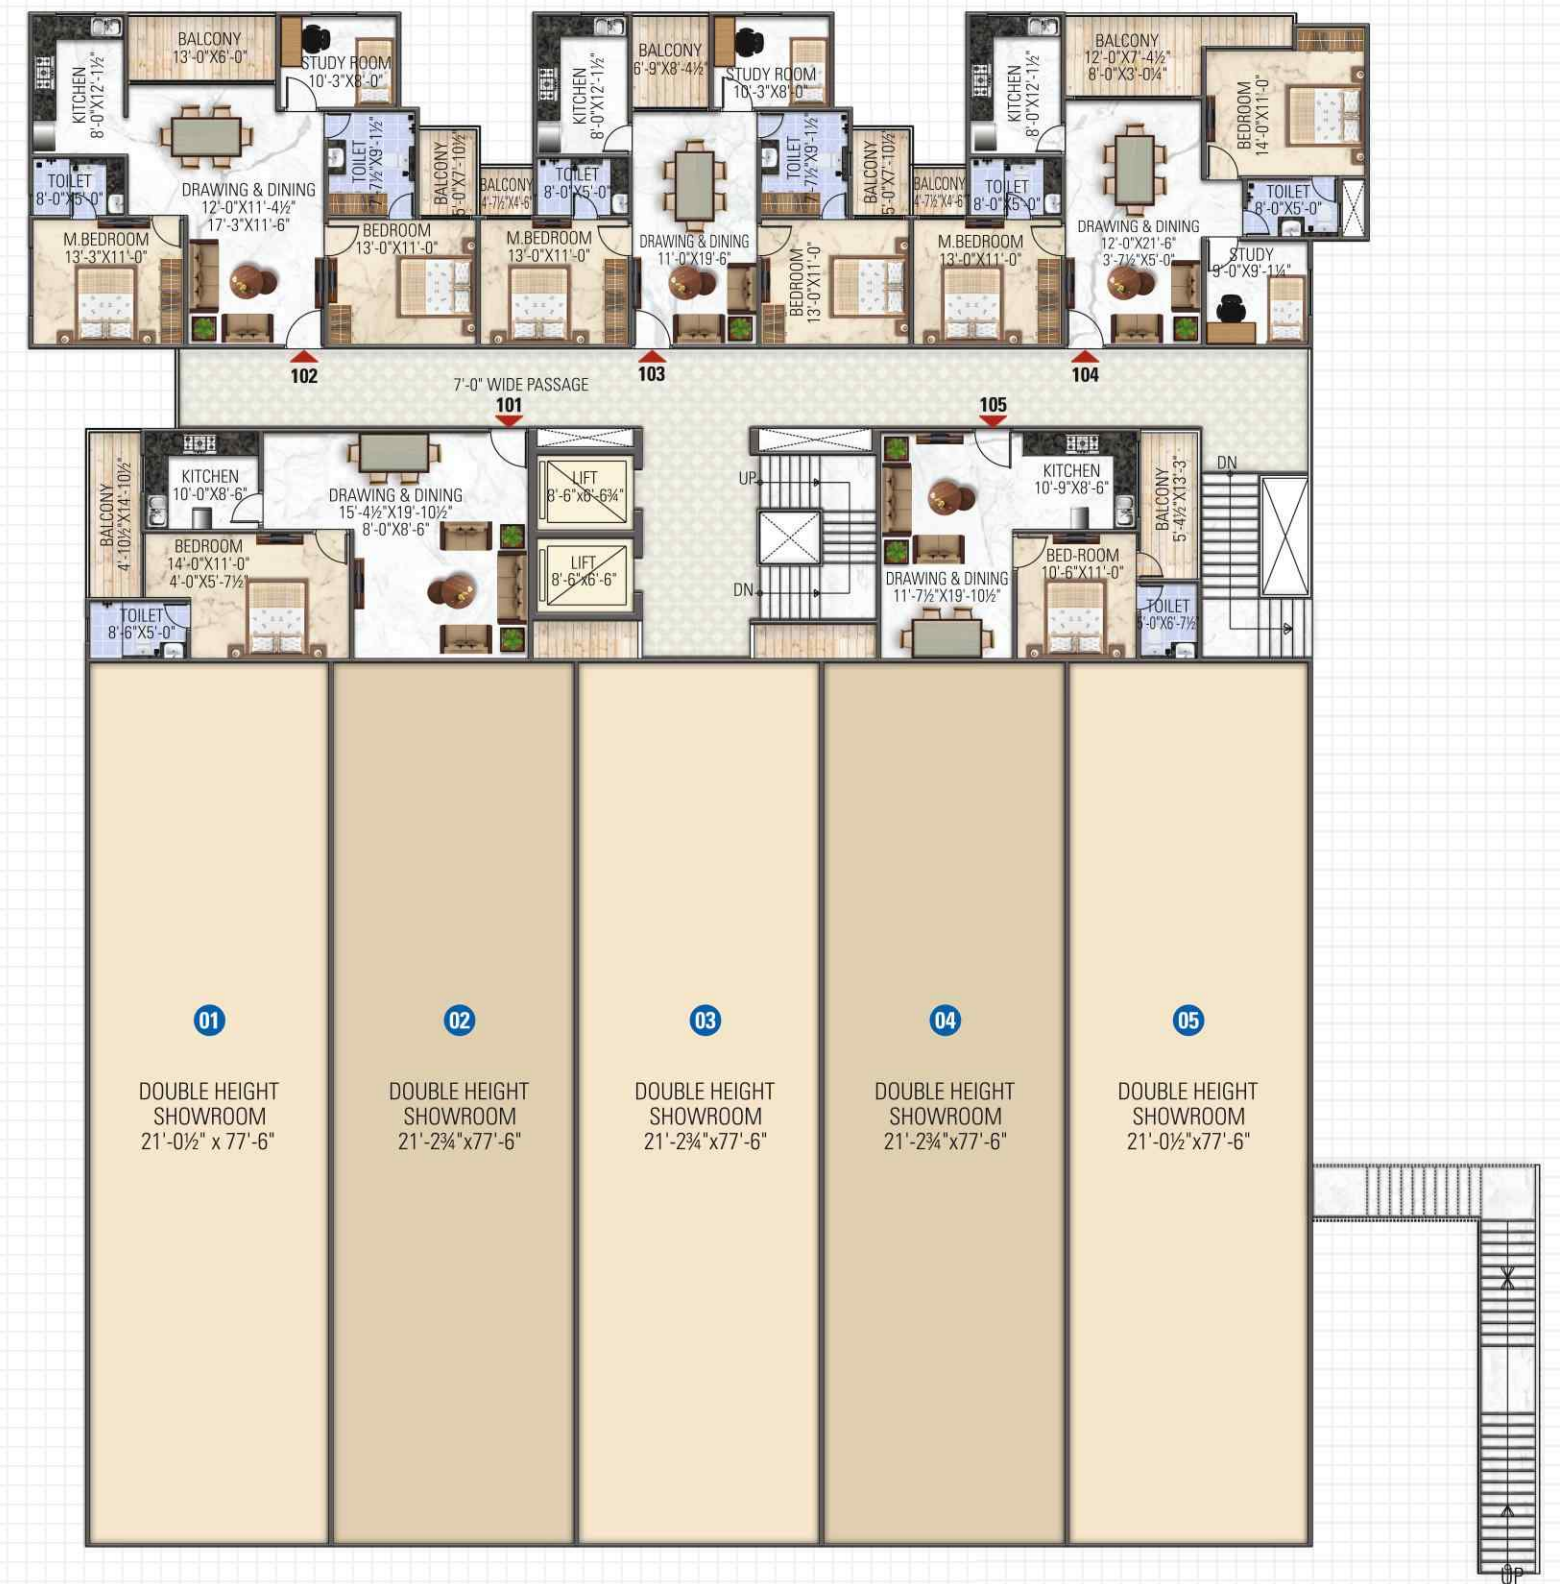 BALCONY
13'-0"X6'-0"
KITCHEN
8'-0"X12'-1½"
STUDY ROOM
10'-3"X8'-0"
TOILET
8'-0"X5'-0"
DRAWING & DINING
12'-0"X11'-4½"
17'-3"X11'-6"
TOILET
7'-7½"X9'-1½"
BALCONY
5'-0"X7'-10½"
M.BEDROOM
13'-3"X11'-0"
BEDROOM
13'-0"X11'-0"
102
BALCONY
6'-9"X8'-4½"
KITCHEN
8'-0"X12'-1½"
STUDY ROOM
10'-3"X8'-0"
BALCONY
4'-7½"X4'-6"
TOILET
8'-0"X5'-0"
TOILET
7'-7½"X9'-1½"
BALCONY
5'-0"X7'-10½"
M.BEDROOM
13'-0"X11'-0"
DRAWING & DINING
11'-0"X19'-6"
BEDROOM
13'-0"X11'-0"
103
BALCONY
12'-0"X7'-4½"
8'-0"X3'-0¼"
KITCHEN
8'-0"X12'-1½"
BEDROOM
14'-0"X11'-0"
BALCONY
4'-7½"X4'-6"
TOILET
8'-0"X5'-0"
TOILET
8'-0"X5'-0"
M.BEDROOM
13'-0"X11'-0"
DRAWING & DINING
12'-0"X21'-6"
3'-7½"X5'-0"
STUDY
9'-0"X9'-1½"
104
7'-0" WIDE PASSAGE
101
105
BALCONY
4'-10½"X14'-10½"
KITCHEN
10'-0"X8'-6"
DRAWING & DINING
15'-4½"X19'-10½"
8'-0"X8'-6"
BEDROOM
14'-0"X11'-0"
4'-0"X5'-7½"
TOILET
8'-6"X5'-0"
LIFT
8'-6"x6'-6¾"
LIFT
8'-6"x6'-6"
UP
DN
KITCHEN
10'-9"X8'-6"
BALCONY
5'-4½"X13'-3"
DRAWING & DINING
11'-7½"X19'-10½"
BED-ROOM
10'-6"X11'-0"
TOILET
5'-0"X6'-7½"
DN
01
DOUBLE HEIGHT
SHOWROOM
21'-0½" x 77'-6"
02
DOUBLE HEIGHT
SHOWROOM
21'-2¾"x77'-6"
03
DOUBLE HEIGHT
SHOWROOM
21'-2¾"x77'-6"
04
DOUBLE HEIGHT
SHOWROOM
21'-2¾"x77'-6"
05
DOUBLE HEIGHT
SHOWROOM
21'-0½"x77'-6"
UP